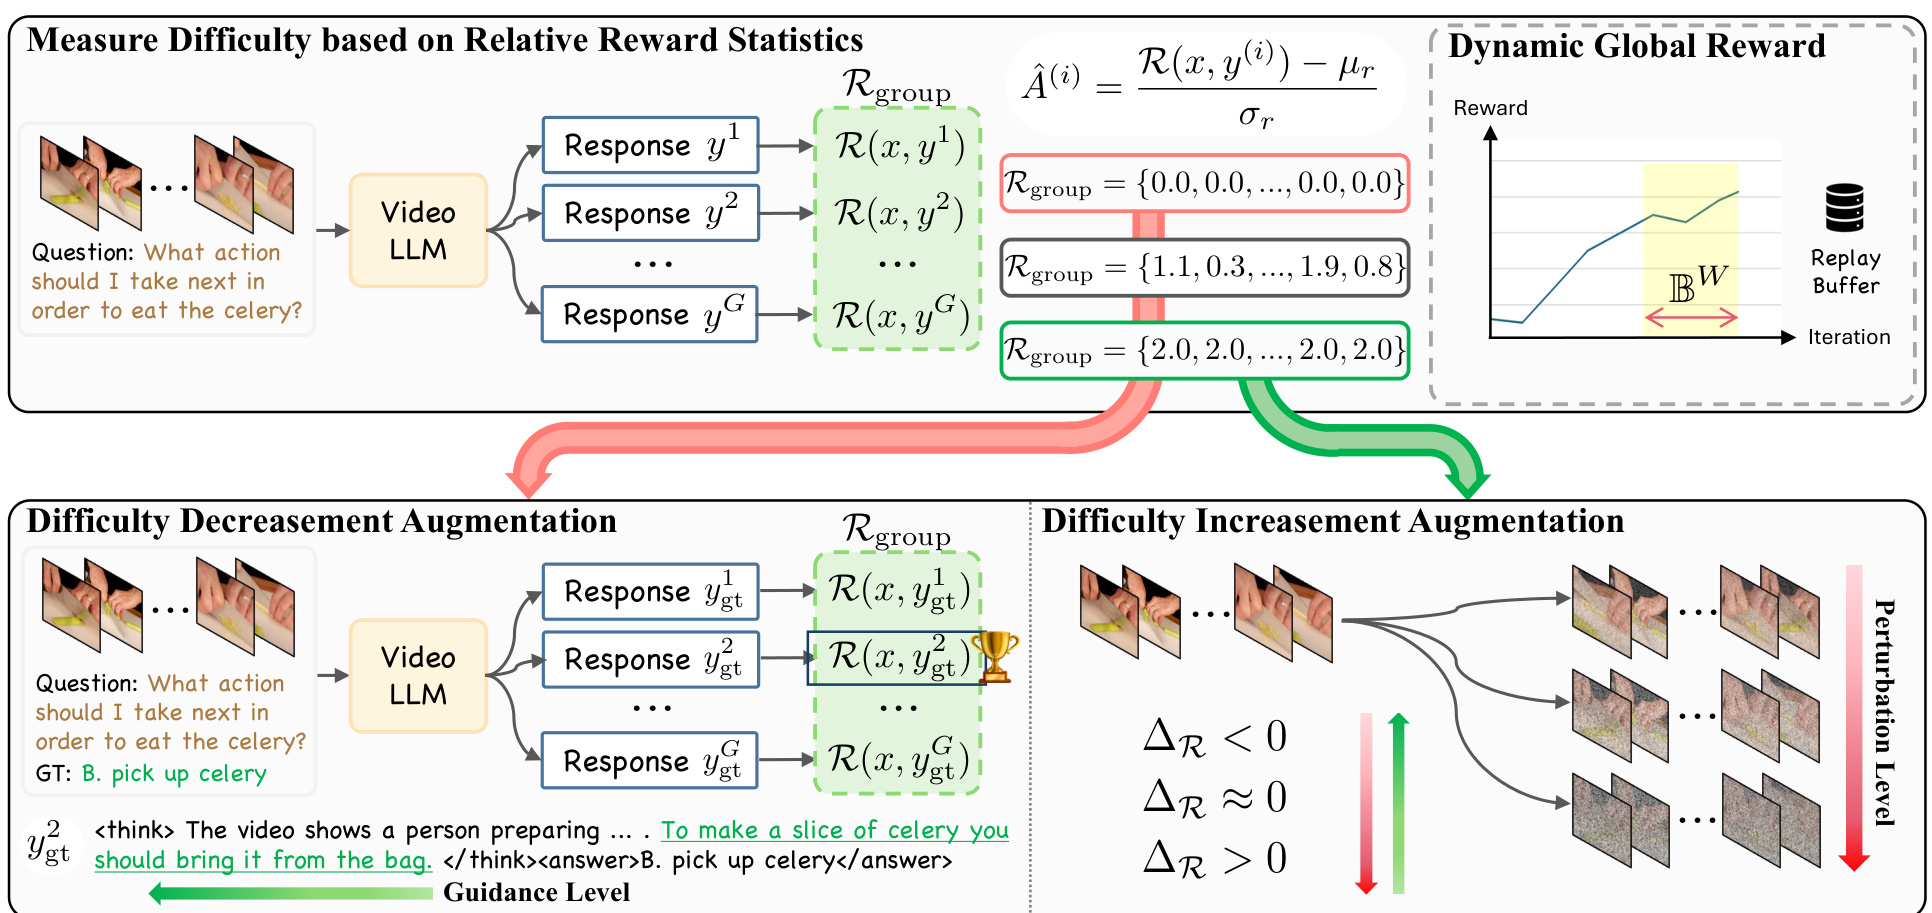 Measure Difficulty based on Relative Reward Statistics
Question: What action
should I take next in
order to eat the celery?
Video
LLM
Response y^1
Response y^2
...
Response y^G
R_group
R(x, y^1)
R(x, y^2)
...
R(x, y^G)
Â^(i) = (R(x, y^(i)) − μ_r) / σ_r
R_group = {0.0, 0.0, ..., 0.0, 0.0}
R_group = {1.1, 0.3, ..., 1.9, 0.8}
R_group = {2.0, 2.0, ..., 2.0, 2.0}
Dynamic Global Reward
Reward
𝔹^W
Iteration
Replay
Buffer
Difficulty Decreasement Augmentation
Question: What action
should I take next in
order to eat the celery?
GT: B. pick up celery
Video
LLM
Response y_gt^1
Response y_gt^2
...
Response y_gt^G
R_group
R(x, y_gt^1)
R(x, y_gt^2)
...
R(x, y_gt^G)
y_gt^2
<think> The video shows a person preparing ... . To make a slice of celery you
should bring it from the bag. </think><answer>B. pick up celery</answer>
Guidance Level
Difficulty Increasement Augmentation
Δ_R < 0
Δ_R ≈ 0
Δ_R > 0
Perturbation Level